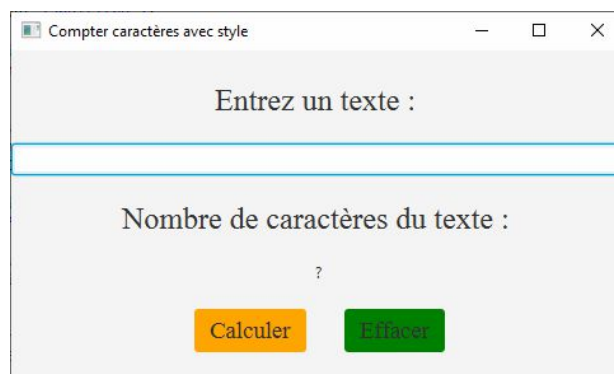 Compter caractères avec style
Entrez un texte :
Nombre de caractères du texte :
?
Calculer Effacer